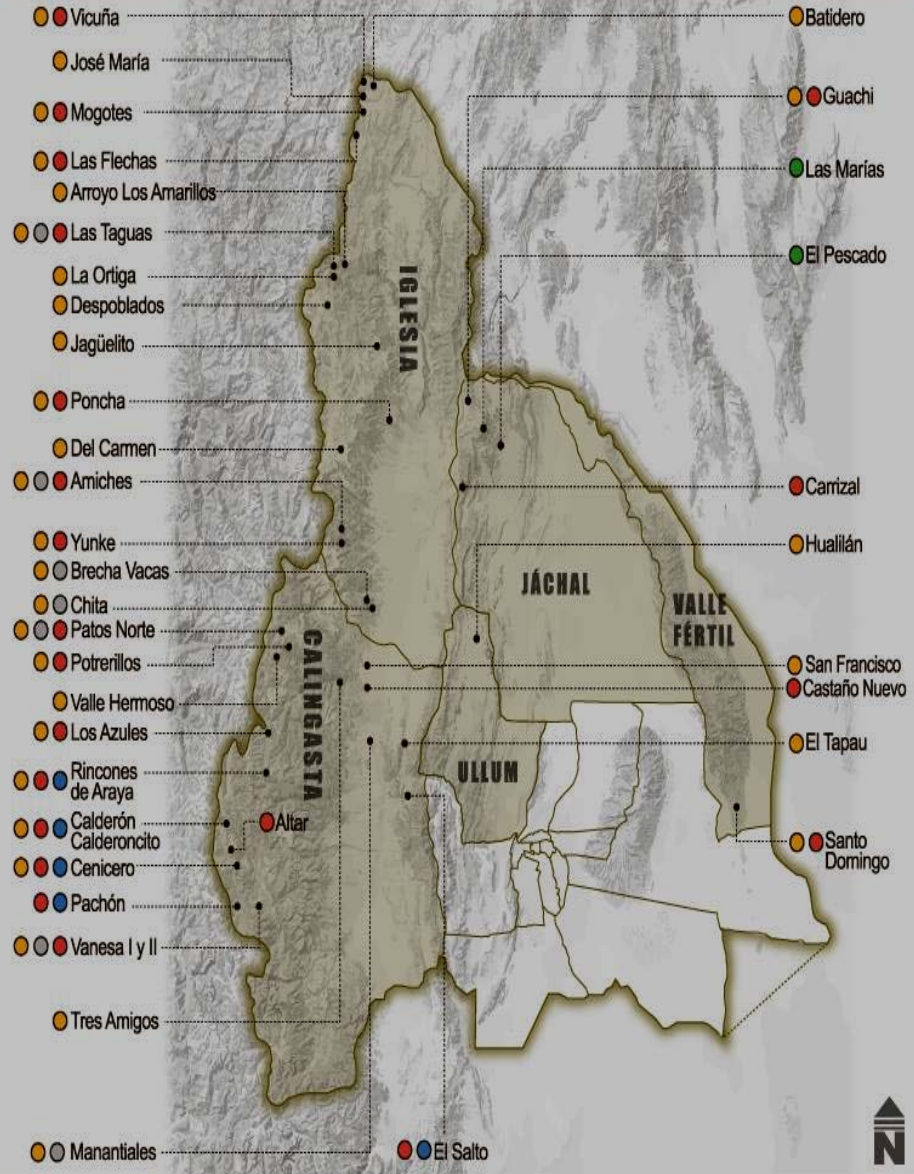 Vicuña
José María
Mogotes
Las Flechas
Arroyo Los Amarillos
Las Taguas
La Ortiga
Despoblados
Jagüelito
Poncha
Del Carmen
Amiches
Yunke
Brecha Vacas
Chita
Patos Norte
Potrerillos
Valle Hermoso
Los Azules
Rincones
de Araya
Calderón
Calderoncito
Altar
Cenicero
Pachón
Vanesa I y II
Tres Amigos
Manantiales
IGLESIA
CALINGASTA
JÁCHAL
VALLE
FÉRTIL
ULLUM
Batidero
Guachi
Las Marías
El Pescado
Carrizal
Hualilán
San Francisco
Castaño Nuevo
El Tapau
Santo
Domingo
El Salto
N